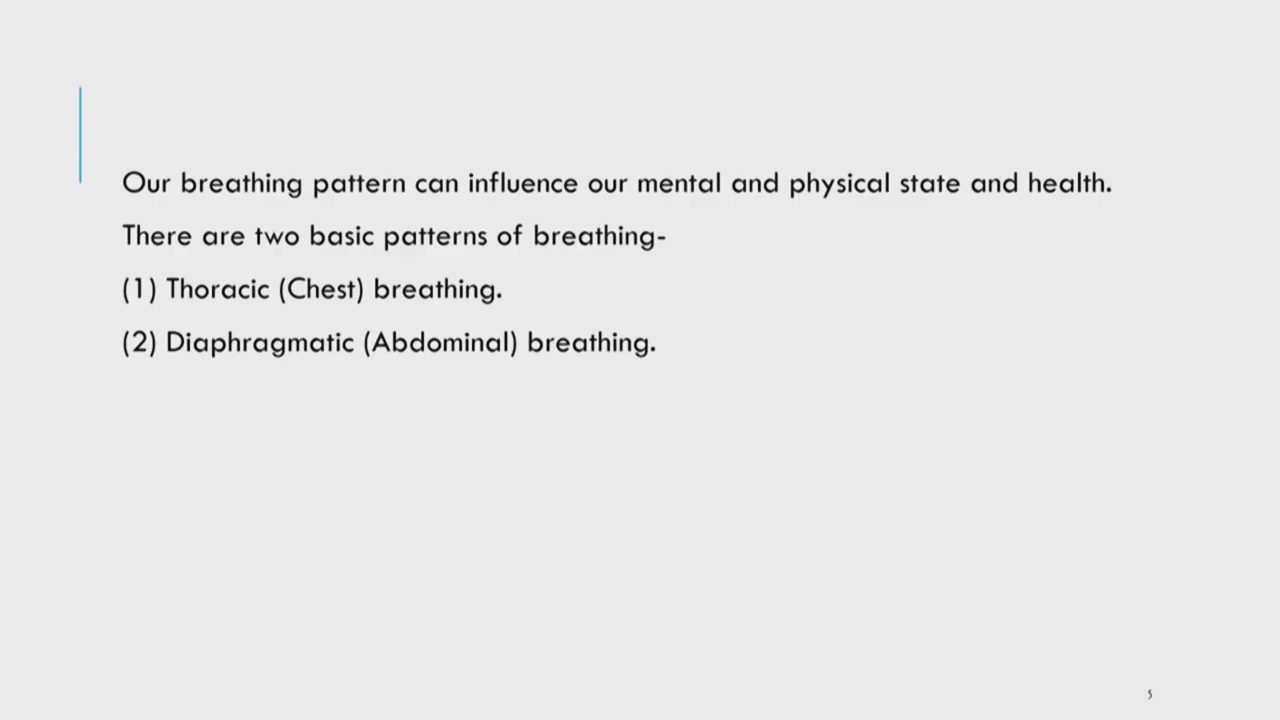 Our breathing pattern can influence our mental and physical state and health.
There are two basic patterns of breathing-
(1) Thoracic (Chest) breathing.
(2) Diaphragmatic (Abdominal) breathing.
5